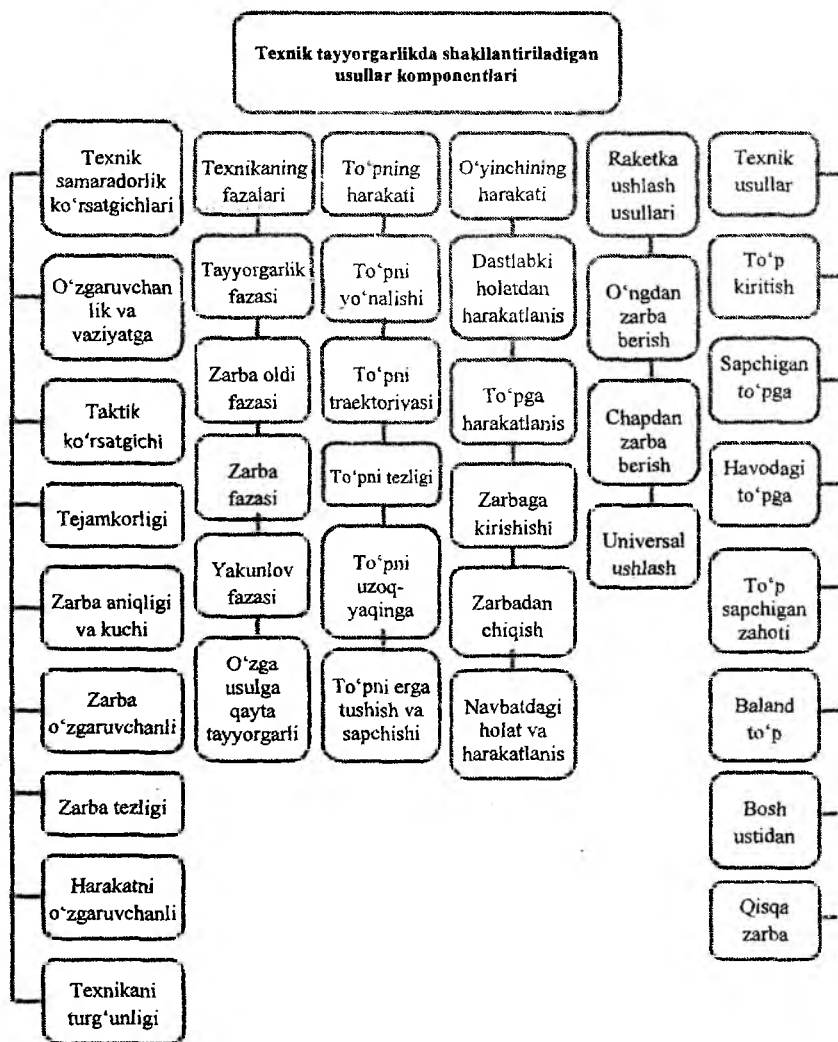 Texnik tayyorgarlikda shakllantiriladigan
usullar komponentlari
Texnik
samaradorlik
ko‘rsatgichlari
O‘zgaruvchan
lik va
vaziyatga
Taktik
ko‘rsatgichi
Tejamkorligi
Zarba aniqligi
va kuchi
Zarba
o‘zgaruvchanli
Zarba tezligi
Harakatni
o‘zgaruvchanli
Texnikani
turg‘unligi
Texnikaning
fazalari
Tayyorgarlik
fazasi
Zarba oldi
fazasi
Zarba
fazasi
Yakunlov
fazasi
O‘zga
usulga
qayta
tayyorgarli
To‘pning
harakati
To‘pni
yo‘nalishi
To‘pni
traektoriyasi
To‘pni tezligi
To‘pni
uzoq-
yaqinga
To‘pni erga
tushish va
sapchishi
O‘yinchining
harakati
Dastlabki
holatdan
harakatlanis
To‘pga
harakatlanis
Zarbaga
kirishishi
Zarbadan
chiqish
Navbatdagi
holat va
harakatlanis
Raketka
ushlash
usullari
O‘ngdan
zarba
berish
Chapdan
zarba
berish
Universal
ushlash
Texnik
usullar
To‘p
kiritish
Sapchigan
to‘pga
Havodagi
to‘pga
To‘p
sapchigan
zahoti
Baland
to‘p
Bosh
ustidan
Qisqa
zarba